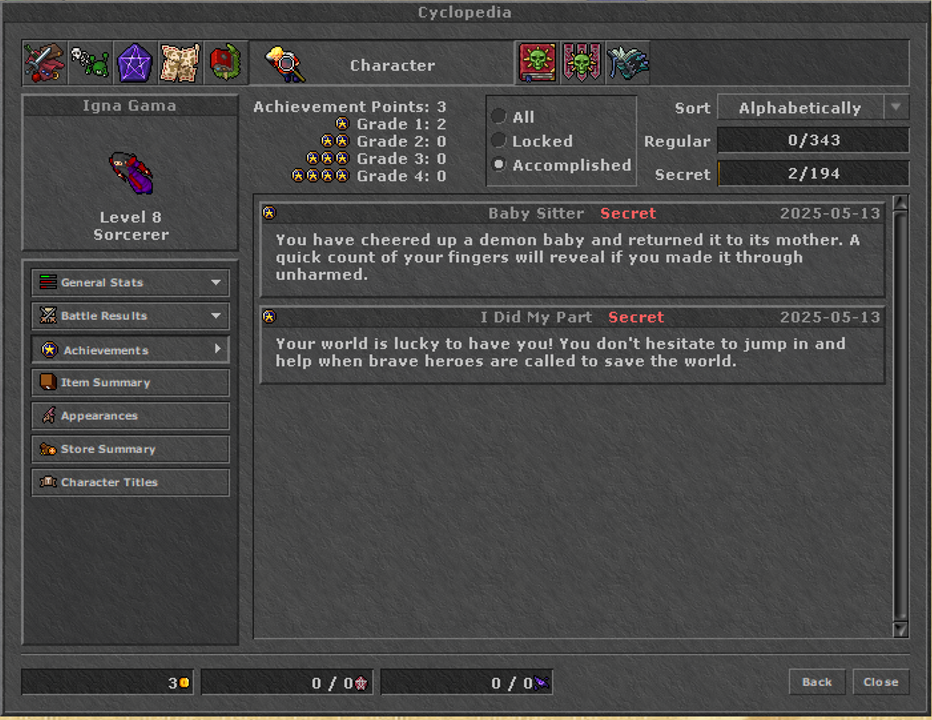 Cyclopedia
Character
Igna Gama
Level 8
Sorcerer
General Stats
Battle Results
Achievements
Item Summary
Appearances
Store Summary
Character Titles
Achievement Points: 3
Grade 1: 2
Grade 2: 0
Grade 3: 0
Grade 4: 0
All
Locked
Accomplished
Sort Alphabetically
Regular 0/343
Secret 2/194
Baby Sitter Secret 2025-05-13
You have cheered up a demon baby and returned it to its mother. A
quick count of your fingers will reveal if you made it through
unharmed.
I Did My Part Secret 2025-05-13
Your world is lucky to have you! You don't hesitate to jump in and
help when brave heroes are called to save the world.
3
0 / 0
0 / 0
Back
Close